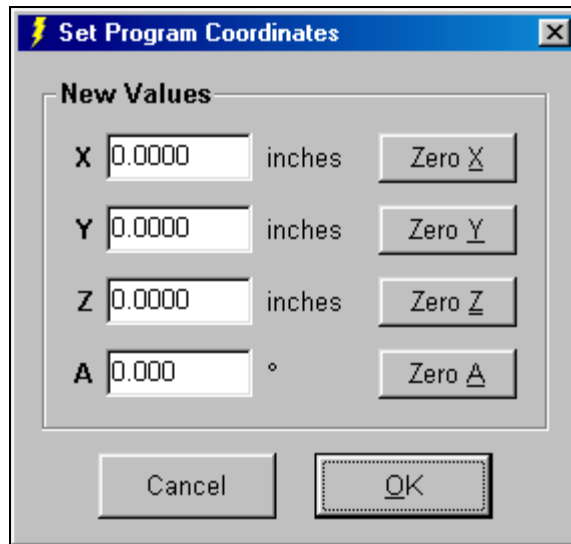 Set Program Coordinates
New Values
X 0.0000 inches Zero X
Y 0.0000 inches Zero Y
Z 0.0000 inches Zero Z
A 0.000 ° Zero A
Cancel OK